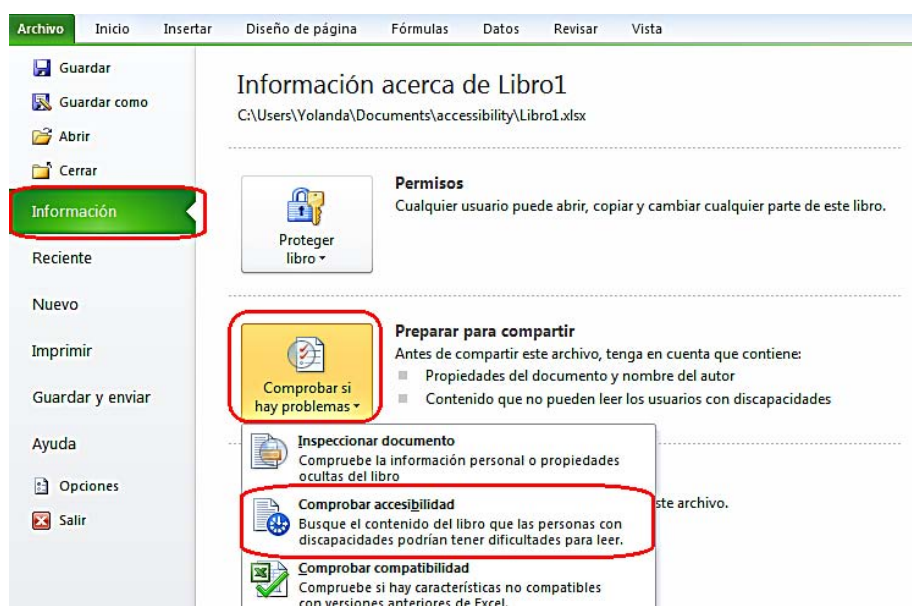 Archivo Inicio Insertar Diseño de página Fórmulas Datos Revisar Vista
Guardar
Guardar como
Abrir
Cerrar
Información
Reciente
Nuevo
Imprimir
Guardar y enviar
Ayuda
Opciones
Salir
Información acerca de Libro1
C:\Users\Yolanda\Documents\accessibility\Libro1.xlsx
Proteger
libro
Permisos
Cualquier usuario puede abrir, copiar y cambiar cualquier parte de este libro.
Comprobar si
hay problemas
Preparar para compartir
Antes de compartir este archivo, tenga en cuenta que contiene:
Propiedades del documento y nombre del autor
Contenido que no pueden leer los usuarios con discapacidades
Inspeccionar documento
Compruebe la información personal o propiedades
ocultas del libro
Comprobar accesibilidad
Busque el contenido del libro que las personas con
discapacidades podrían tener dificultades para leer.
ste archivo.
Comprobar compatibilidad
Compruebe si hay características no compatibles
con versiones anteriores de Excel.